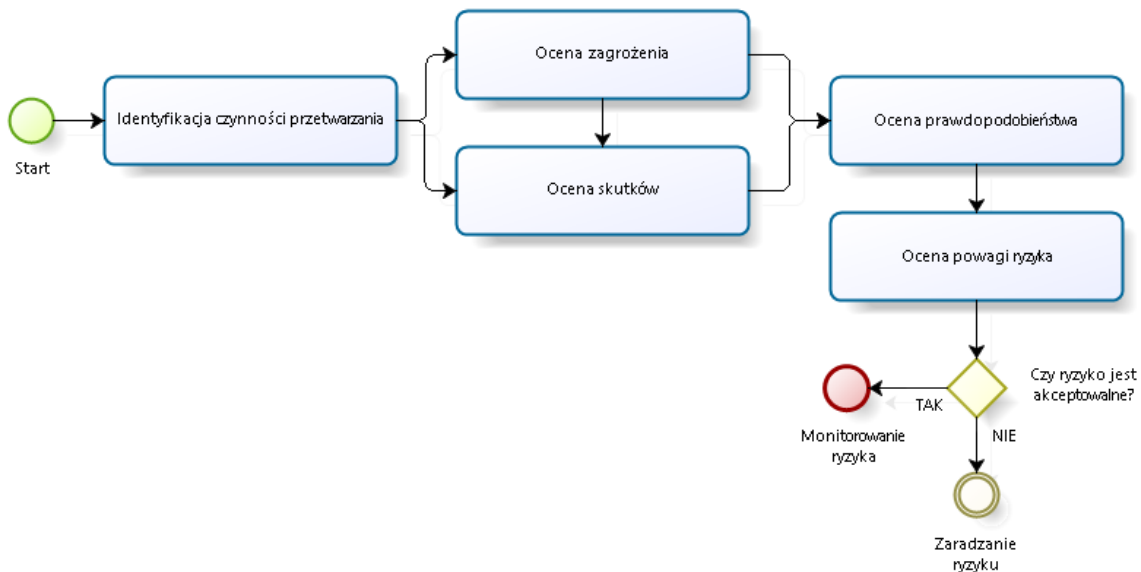 Start
Identyfikacja czynności przetwarzania
Ocena zagrożenia
Ocena skutków
Ocena prawdopodobieństwa
Ocena powagi ryzyka
Czy ryzyko jest
akceptowalne?
TAK
NIE
Monitorowanie
ryzyka
Zaradzanie
ryzyku